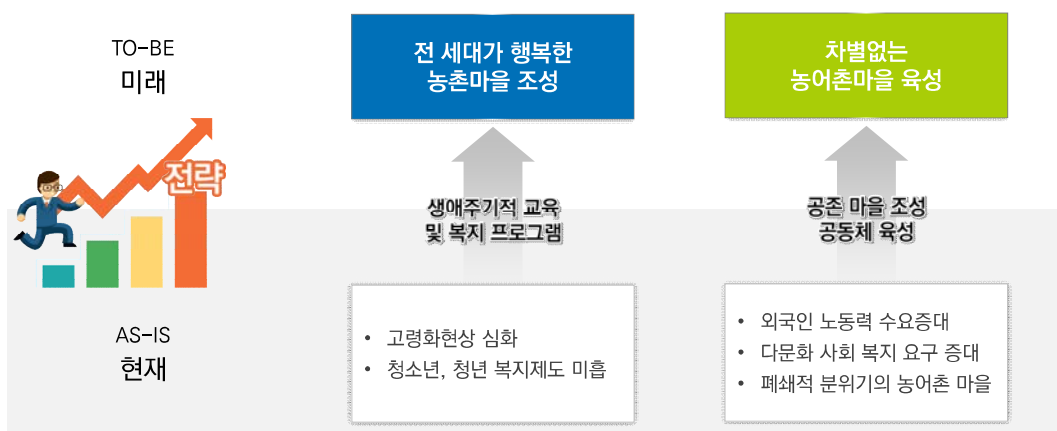 TO-BE
미래
전 세대가 행복한
농촌마을 조성
차별없는
농어촌마을 육성
전략
생애주기적 교육
및 복지 프로그램
공존 마을 조성
공동체 육성
AS-IS
현재
• 고령화현상 심화
• 청소년, 청년 복지제도 미흡
• 외국인 노동력 수요증대
• 다문화 사회 복지 요구 증대
• 폐쇄적 분위기의 농어촌 마을